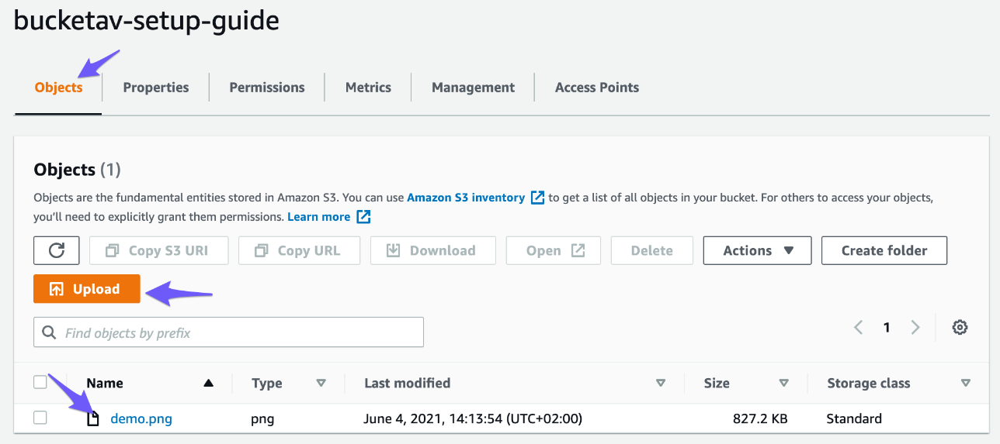 bucketav-setup-guide
Objects Properties Permissions Metrics Management Access Points
Objects (1)
Objects are the fundamental entities stored in Amazon S3. You can use Amazon S3 inventory to get a list of all objects in your bucket. For others to access your objects,
you'll need to explicitly grant them permissions. Learn more
Copy S3 URI Copy URL Download Open Delete Actions Create folder
Upload
Find objects by prefix 1
Name Type Last modified Size Storage class
demo.png png June 4, 2021, 14:13:54 (UTC+02:00) 827.2 KB Standard